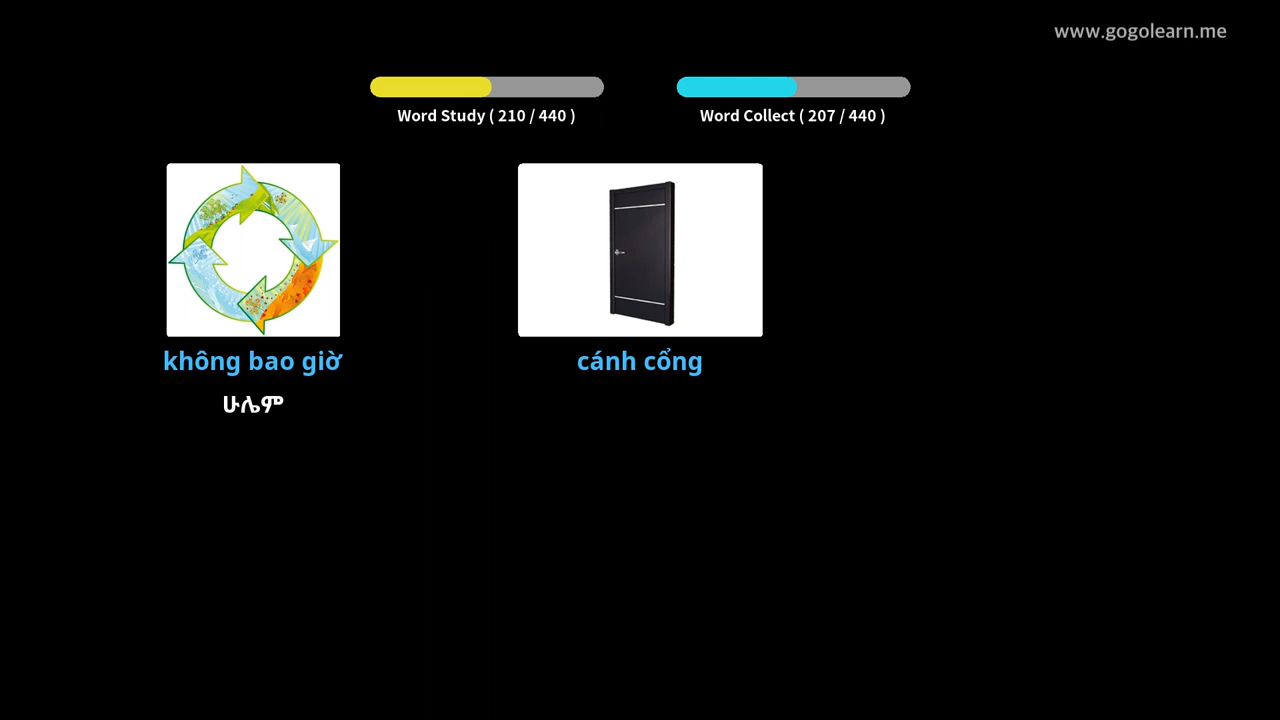 www.gogolearn.me
Word Study ( 210 / 440 )
Word Collect ( 207 / 440 )
không bao giờ
cánh cổng
ሁሌም